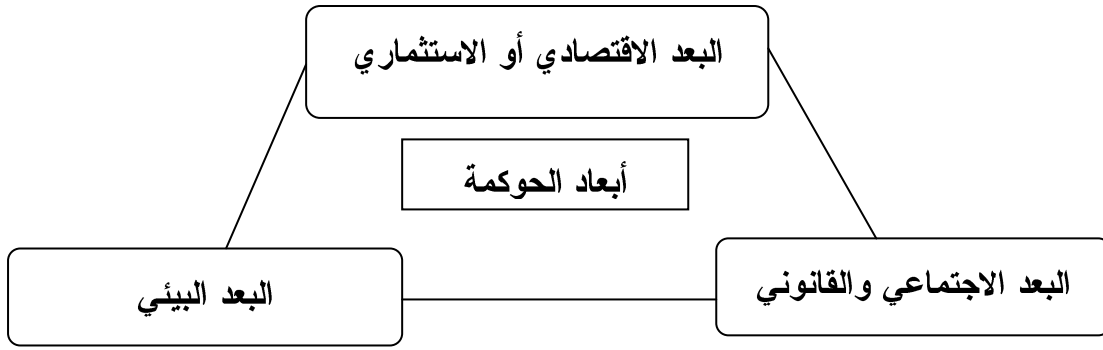 البعد الاقتصادي أو الاستثماري
أبعاد الحوكمة
البعد الاجتماعي والقانوني
البعد البيئي